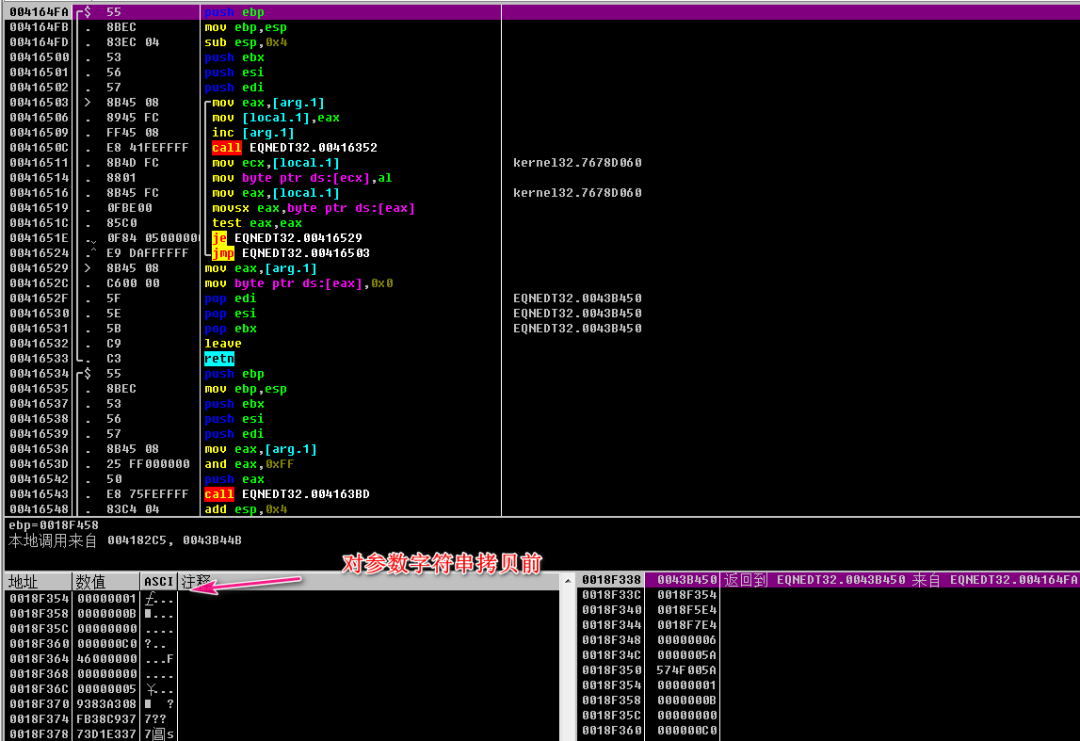 004164FA $ 55 push ebp
004164FB . 8BEC mov ebp,esp
004164FD . 83EC 04 sub esp,0x4
00416500 . 53 push ebx
00416501 . 56 push esi
00416502 . 57 push edi
00416503 > 8B45 08 mov eax,[arg.1]
00416506 . 8945 FC mov [local.1],eax
00416509 . FF45 08 inc [arg.1]
0041650C . E8 41FEFFFF call EQNEDT32.00416352
00416511 . 8B4D FC mov ecx,[local.1] kernel32.7678D060
00416514 . 8801 mov byte ptr ds:[ecx],al
00416516 . 8B45 FC mov eax,[local.1] kernel32.7678D060
00416519 . 0FBE00 movsx eax,byte ptr ds:[eax]
0041651C . 85C0 test eax,eax
0041651E . 0F84 0500000 je EQNEDT32.00416529
00416524 .^ E9 DAFFFFFF jmp EQNEDT32.00416503
00416529 > 8B45 08 mov eax,[arg.1]
0041652C . C600 00 mov byte ptr ds:[eax],0x0
0041652F . 5F pop edi EQNEDT32.0043B450
00416530 . 5E pop esi EQNEDT32.0043B450
00416531 . 5B pop ebx EQNEDT32.0043B450
00416532 . C9 leave
00416533 . C3 retn
00416534 $ 55 push ebp
00416535 . 8BEC mov ebp,esp
00416537 . 53 push ebx
00416538 . 56 push esi
00416539 . 57 push edi
0041653A . 8B45 08 mov eax,[arg.1]
0041653D . 25 FF000000 and eax,0xFF
00416542 . 50 push eax
00416543 . E8 75FEFFFF call EQNEDT32.004163BD
00416548 . 83C4 04 add esp,0x4
ebp=0018F458
本地调用来自 004182C5, 0043B44B
对参数字符串拷贝前
地址 数值 ASCI 注释
0018F354 00000001 ...
0018F358 0000000B ...
0018F35C 00000000 ....
0018F360 000000C0 ?..
0018F364 46000000 ...F
0018F368 00000000 ....
0018F36C 00000005 ...
0018F370 9383A308 ?
0018F374 FB38C937 7??
0018F378 73D1E337 7s
0018F338 0043B450 返回到 EQNEDT32.0043B450 来自 EQNEDT32.004164FA
0018F33C 0018F354
0018F340 0018F5E4
0018F344 0018F7E4
0018F348 00000006
0018F34C 0000005A
0018F350 574F005A
0018F354 00000001
0018F358 0000000B
0018F35C 00000000
0018F360 000000C0